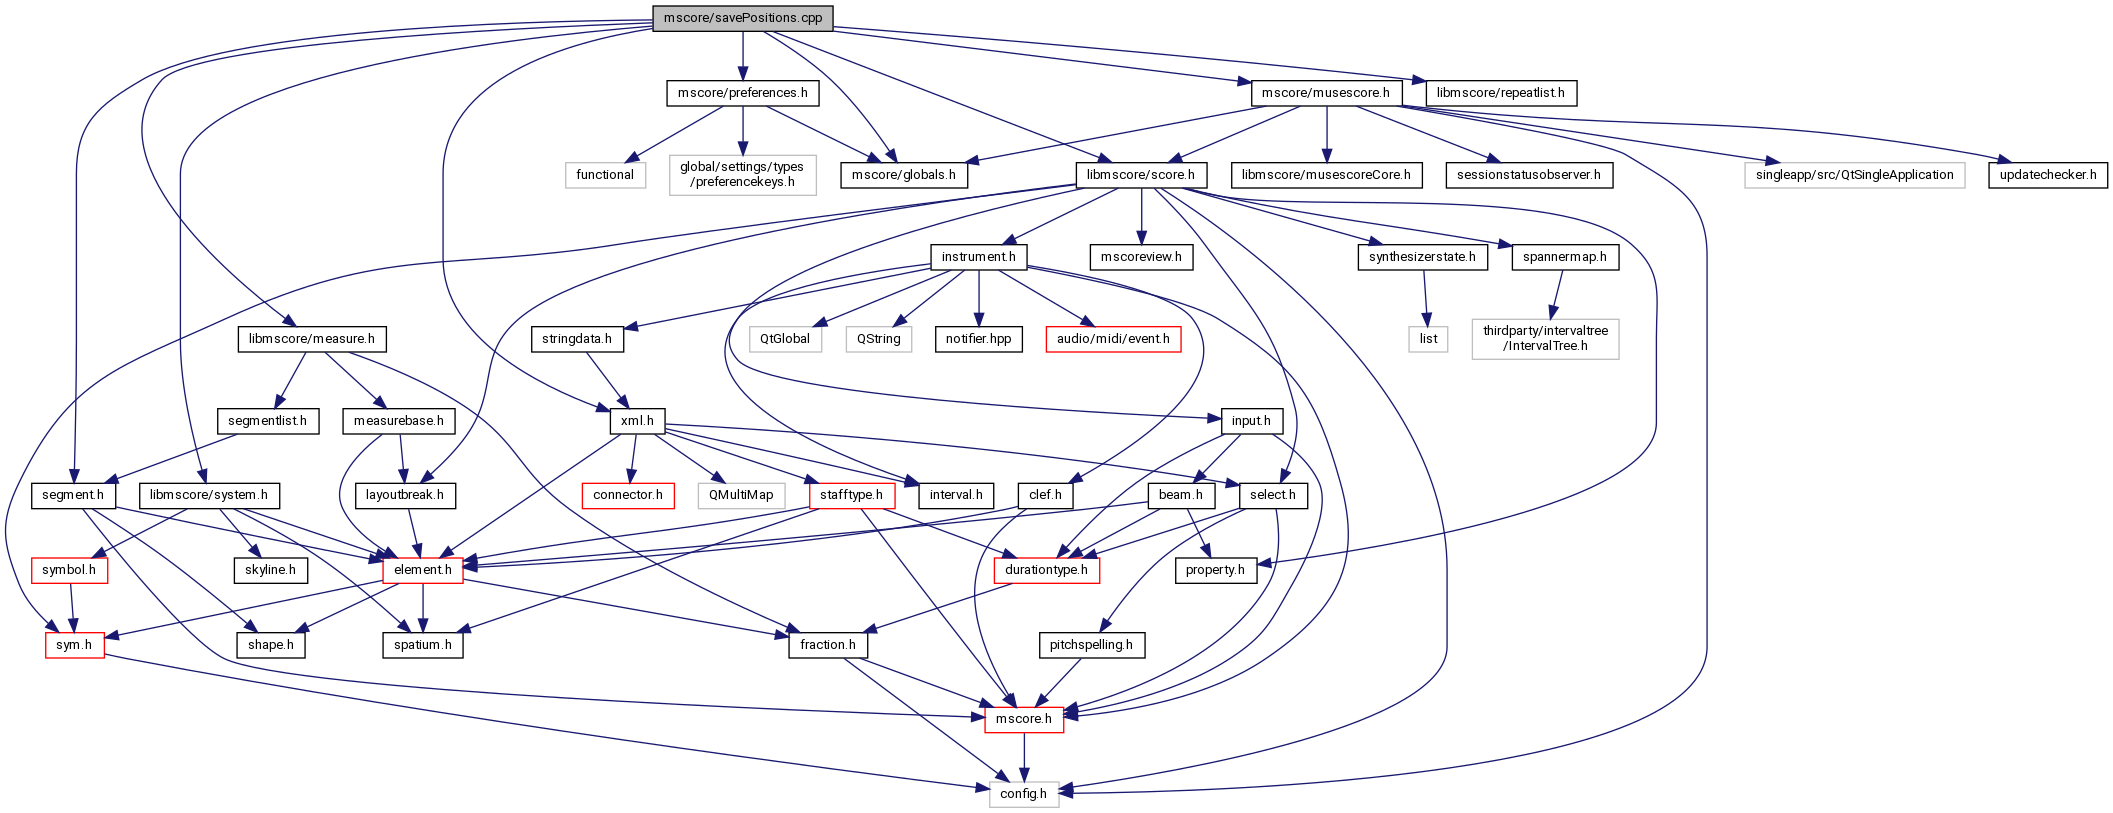 mscore/savePositions.cpp
mscore/preferences.h
mscore/musescore.h
libmscore/repeatlist.h
functional
global/settings/types
/preferencekeys.h
mscore/globals.h
libmscore/score.h
libmscore/musescoreCore.h
sessionstatusobserver.h
singleapp/src/QtSingleApplication
updatechecker.h
instrument.h
mscoreview.h
synthesizerstate.h
spannermap.h
libmscore/measure.h
stringdata.h
QtGlobal
QString
notifier.hpp
audio/midi/event.h
list
thirdparty/intervaltree
/IntervalTree.h
segmentlist.h
measurebase.h
xml.h
input.h
segment.h
libmscore/system.h
layoutbreak.h
connector.h
QMultiMap
stafftype.h
interval.h
clef.h
beam.h
select.h
symbol.h
skyline.h
element.h
durationtype.h
property.h
sym.h
shape.h
spatium.h
fraction.h
pitchspelling.h
mscore.h
config.h